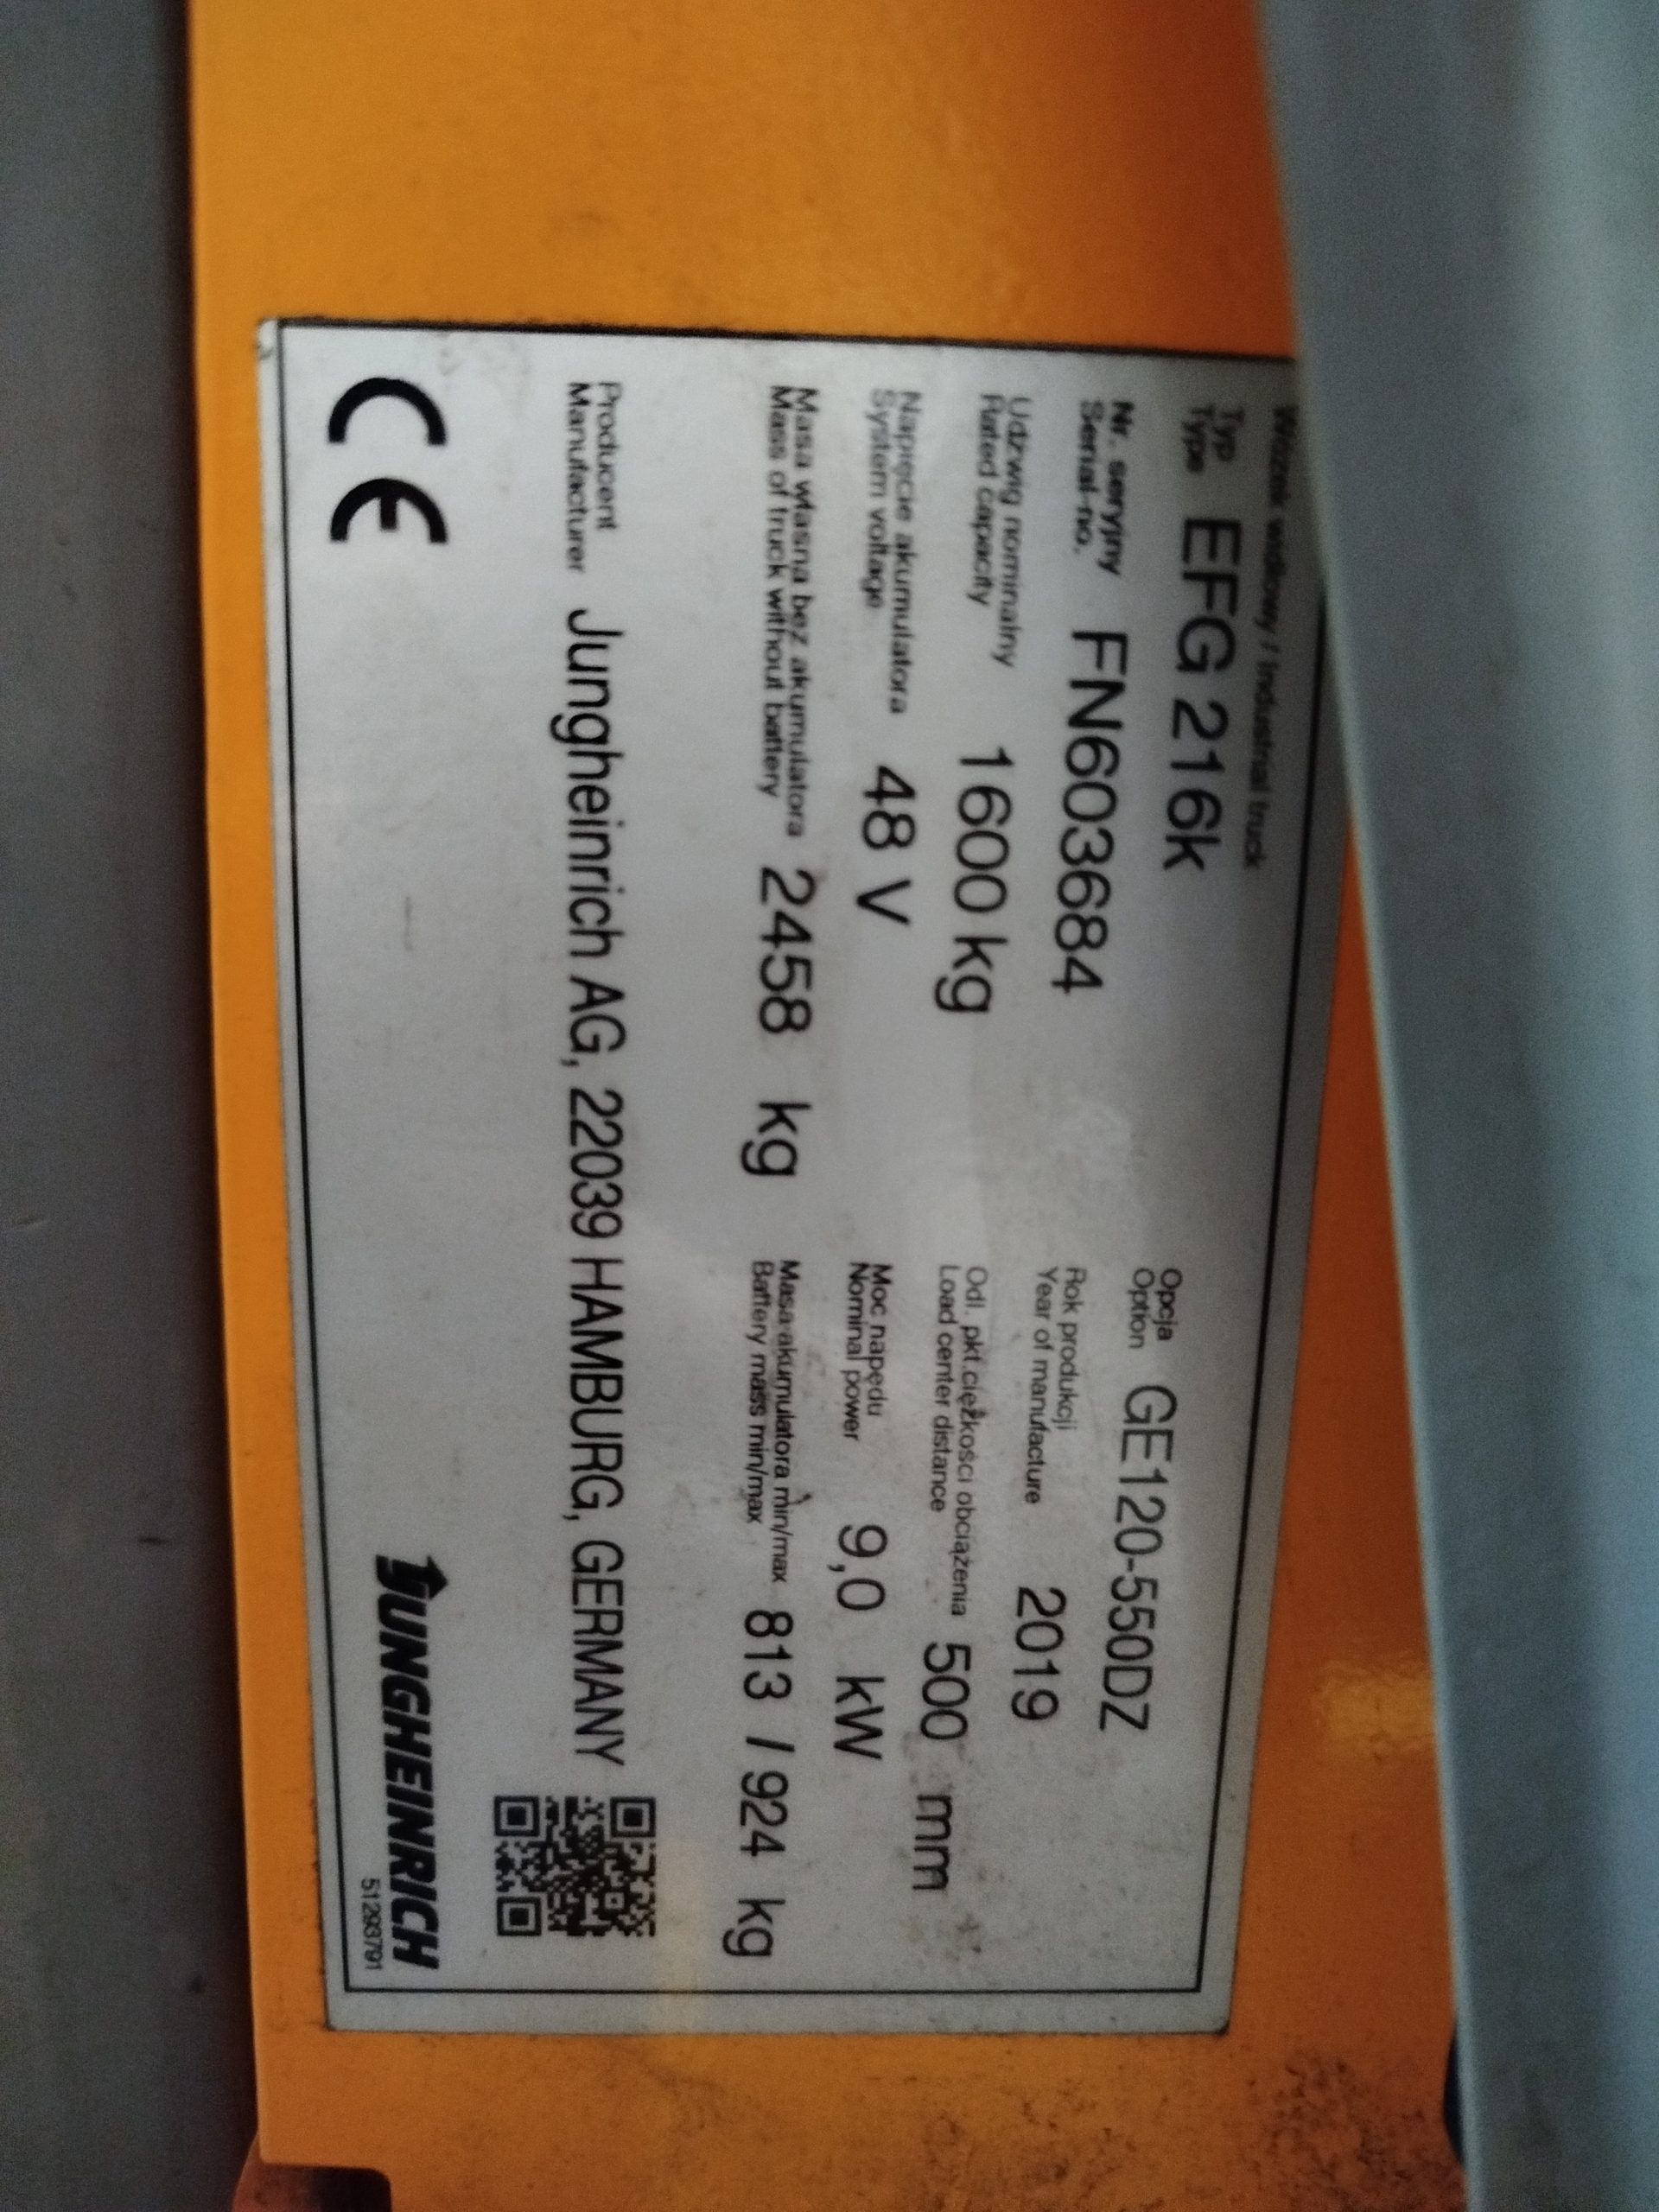 Wózek widłowy / Industrial truck
Typ
Type EFG 216k
Opcja
Option GE120-550DZ
Nr. seryjny
Serial-no. FN603684
Rok produkcji
Year of manufacture 2019
Udźwig nominalny
Rated capacity 1600 kg
Odl. pkt.ciężkości obciążenia
Load center distance 500 mm
Napięcie akumulatora
System voltage 48 V
Moc napędu
Nominal power 9,0 kW
Masa własna bez akumulatora
Mass of truck without battery 2458 kg
Masa akumulatora min/max
Battery mass min/max 813 / 924 kg
Producent
Manufacturer Jungheinrich AG, 22039 HAMBURG, GERMANY
CE
JUNGHEINRICH
51293791